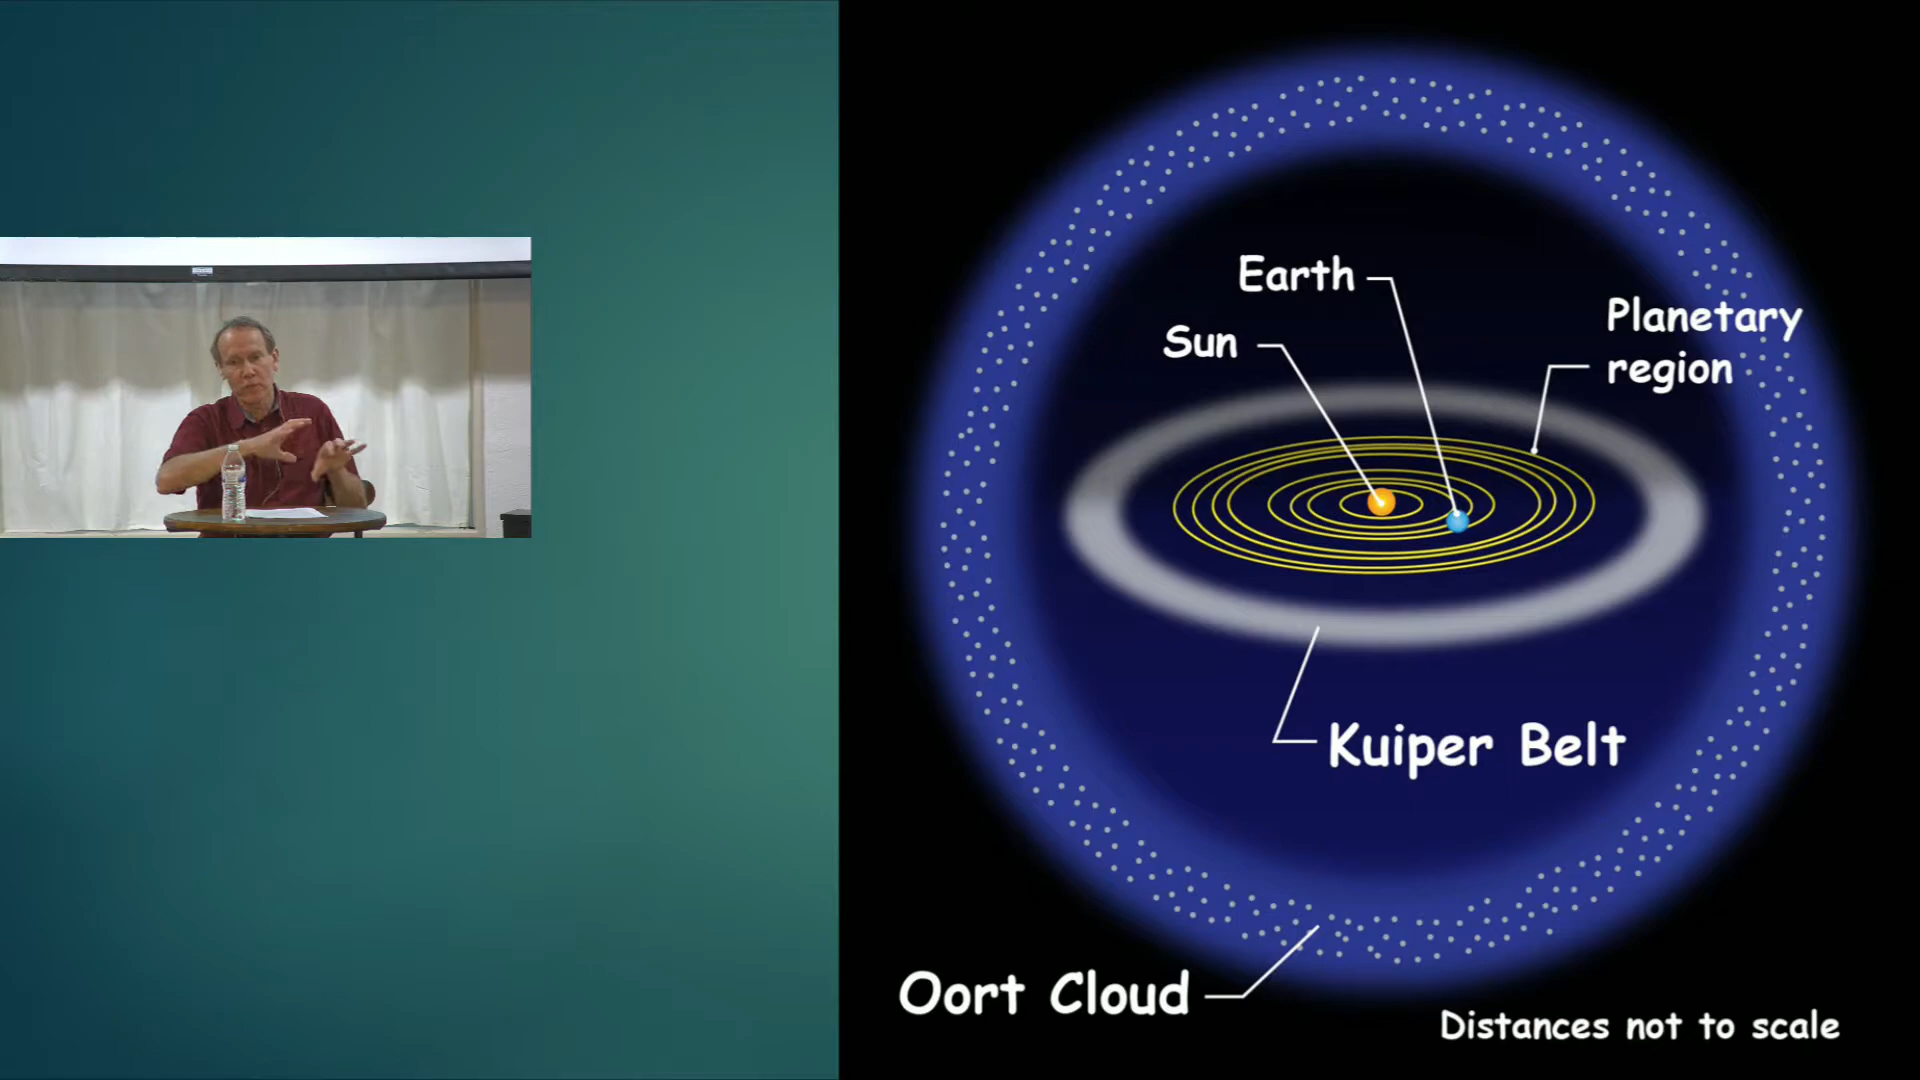 Earth
Sun
Planetary
region
Kuiper Belt
Oort Cloud
Distances not to scale